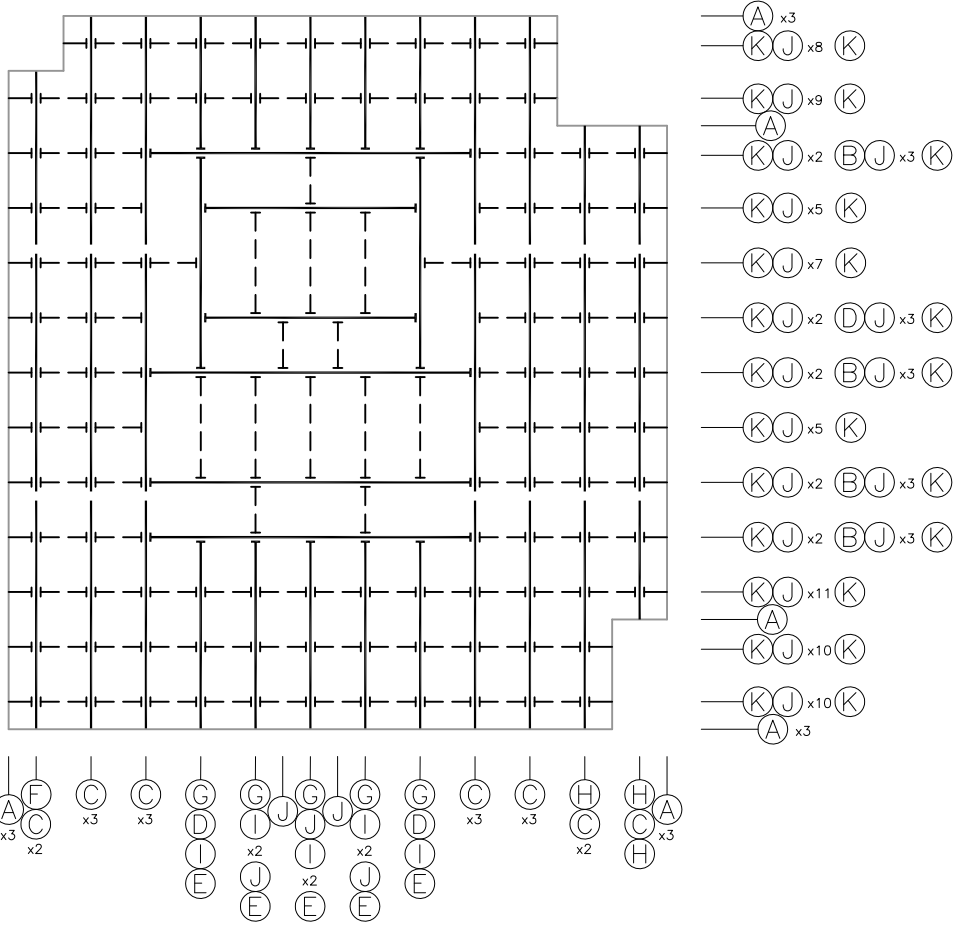 A x3
K J x8 K
K J x9 K
A
K J x2 B J x3 K
K J x5 K
K J x7 K
K J x2 D J x3 K
K J x2 B J x3 K
K J x5 K
K J x2 B J x3 K
K J x2 B J x3 K
K J x11 K
A
K J x10 K
K J x10 K
A x3
F C C G G G G G C C H H
A J J A
C x3 x3 D I J I D x3 x3 C C
x3 x3
x2 I x2 I x2 I x2 H
E J x2 J E
E E E